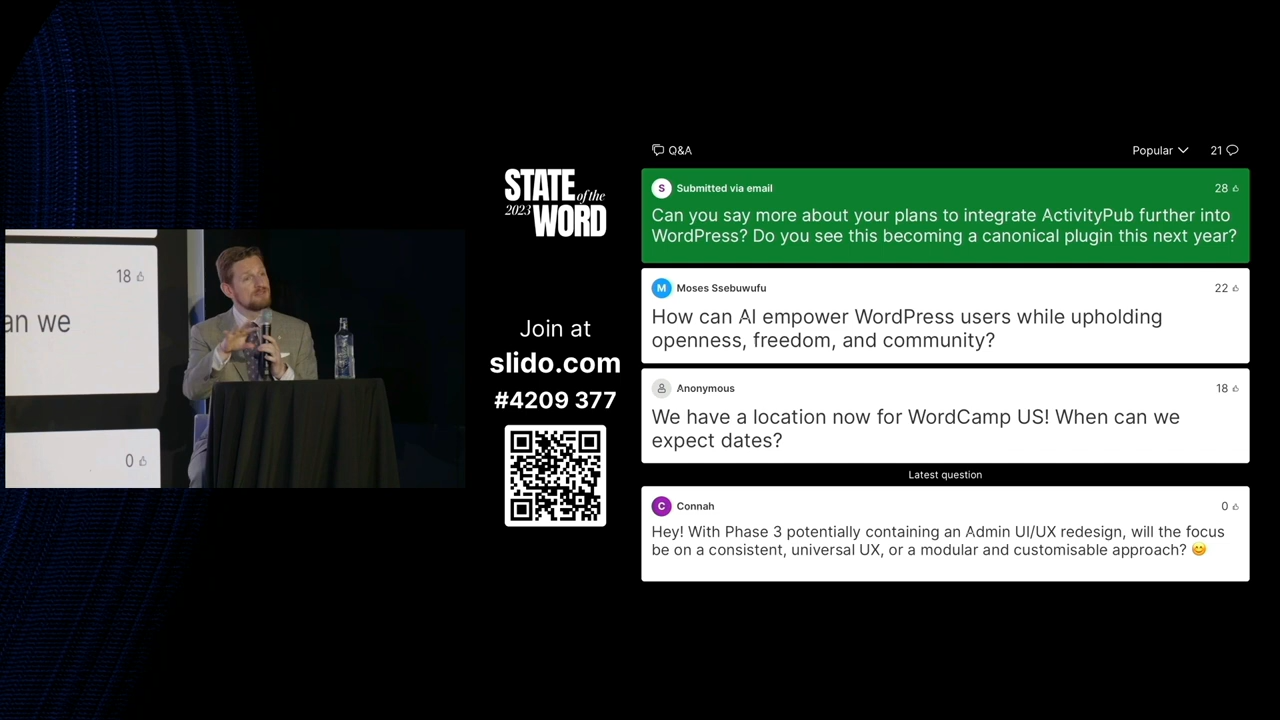 18
an we
0
STATE of the
2023 WORD
Join at
slido.com
#4209 377
Q&A
Popular
21
S Submitted via email 28
Can you say more about your plans to integrate ActivityPub further into
WordPress? Do you see this becoming a canonical plugin this next year?
M Moses Ssebuwufu 22
How can AI empower WordPress users while upholding
openness, freedom, and community?
Anonymous 18
We have a location now for WordCamp US! When can we
expect dates?
Latest question
C Connah 0
Hey! With Phase 3 potentially containing an Admin UI/UX redesign, will the focus
be on a consistent, universal UX, or a modular and customisable approach? 😊